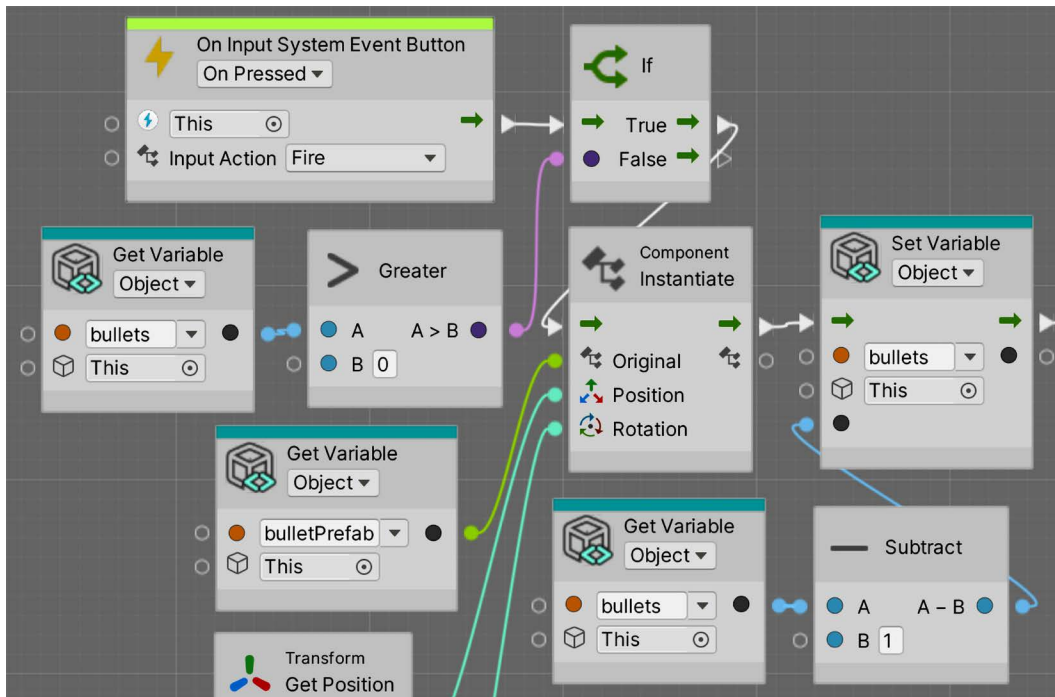 On Input System Event Button
On Pressed
This
Input Action Fire
If
True
False
Get Variable
Object
bullets
This
Greater
A A > B
B 0
Component
Instantiate
Original
Position
Rotation
Set Variable
Object
bullets
This
Get Variable
Object
bulletPrefab
This
Get Variable
Object
bullets
This
Subtract
A A – B
B 1
Transform
Get Position